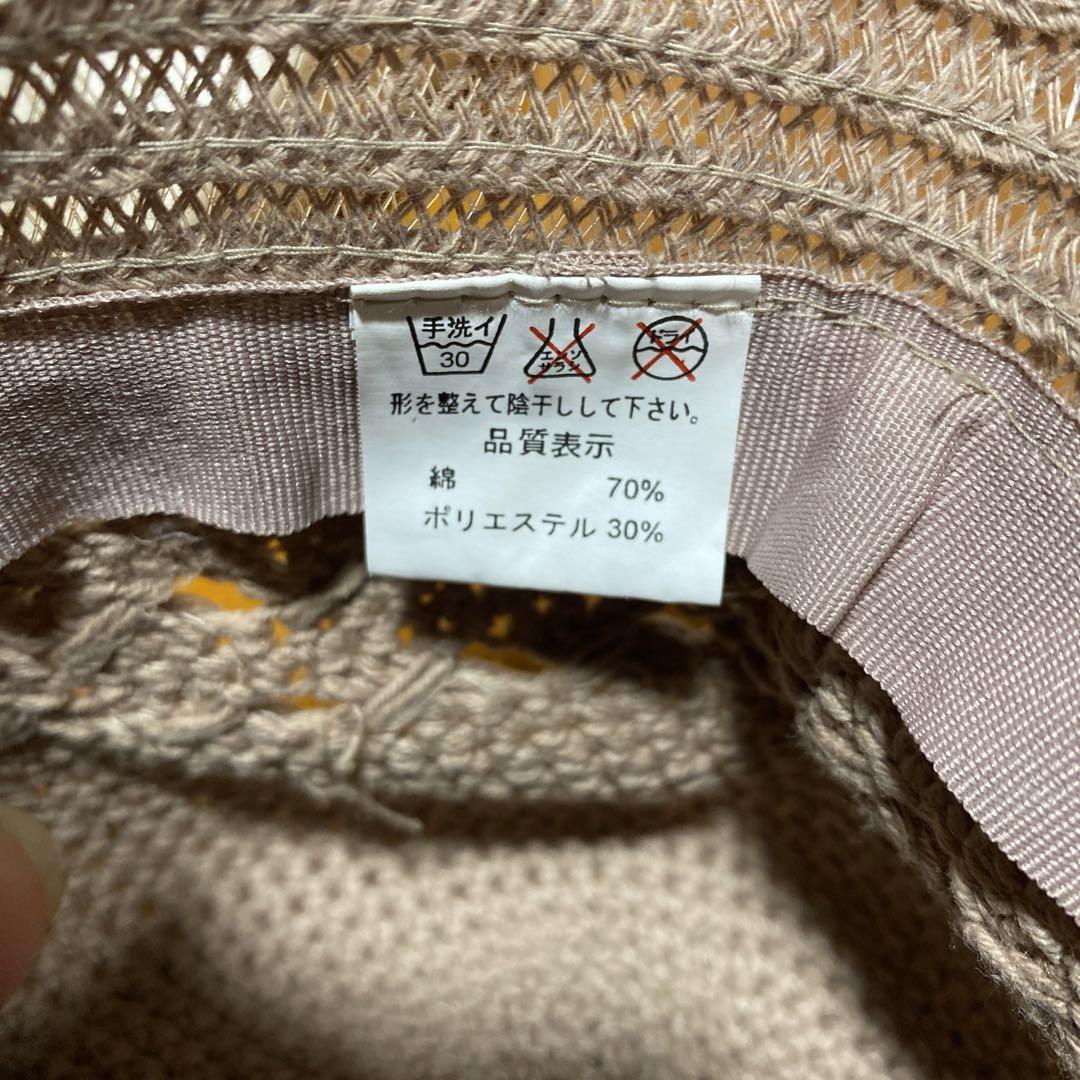 手洗イ
30
エンソ
サラシ
ドライ
形を整えて陰干しして下さい。
品質表示
綿 70%
ポリエステル 30%